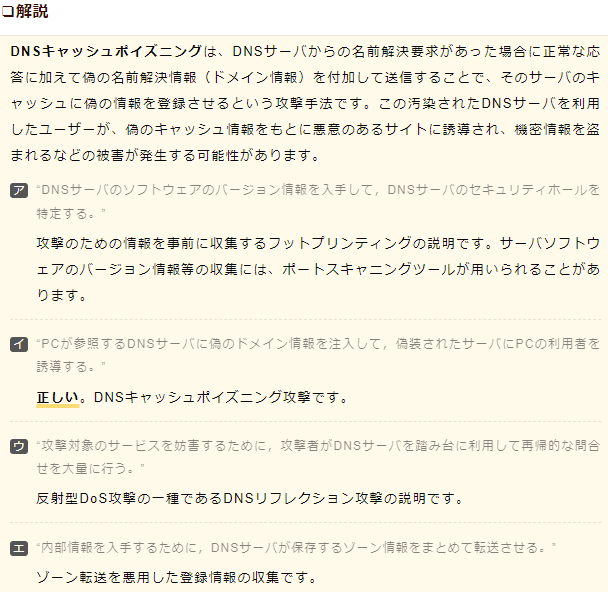 ❏解説
DNSキャッシュポイズニングは、DNSサーバからの名前解決要求があった場合に正常な応
答に加えて偽の名前解決情報（ドメイン情報）を付加して送信することで、そのサーバのキ
ャッシュに偽の情報を登録させるという攻撃手法です。この汚染されたDNSサーバを利用
したユーザーが、偽のキャッシュ情報をもとに悪意のあるサイトに誘導され、機密情報を盗
まれるなどの被害が発生する可能性があります。
ア “DNSサーバのソフトウェアのバージョン情報を入手して，DNSサーバのセキュリティホールを
特定する。”
攻撃のための情報を事前に収集するフットプリンティングの説明です。サーバソフトウ
ェアのバージョン情報等の収集には、ポートスキャニングツールが用いられることがあ
ります。
イ “PCが参照するDNSサーバに偽のドメイン情報を注入して，偽装されたサーバにPCの利用者を
誘導する。”
正しい。DNSキャッシュポイズニング攻撃です。
ウ “攻撃対象のサービスを妨害するために，攻撃者がDNSサーバを踏み台に利用して再帰的な問合
せを大量に行う。”
反射型DoS攻撃の一種であるDNSリフレクション攻撃の説明です。
エ “内部情報を入手するために，DNSサーバが保存するゾーン情報をまとめて転送させる。”
ゾーン転送を悪用した登録情報の収集です。